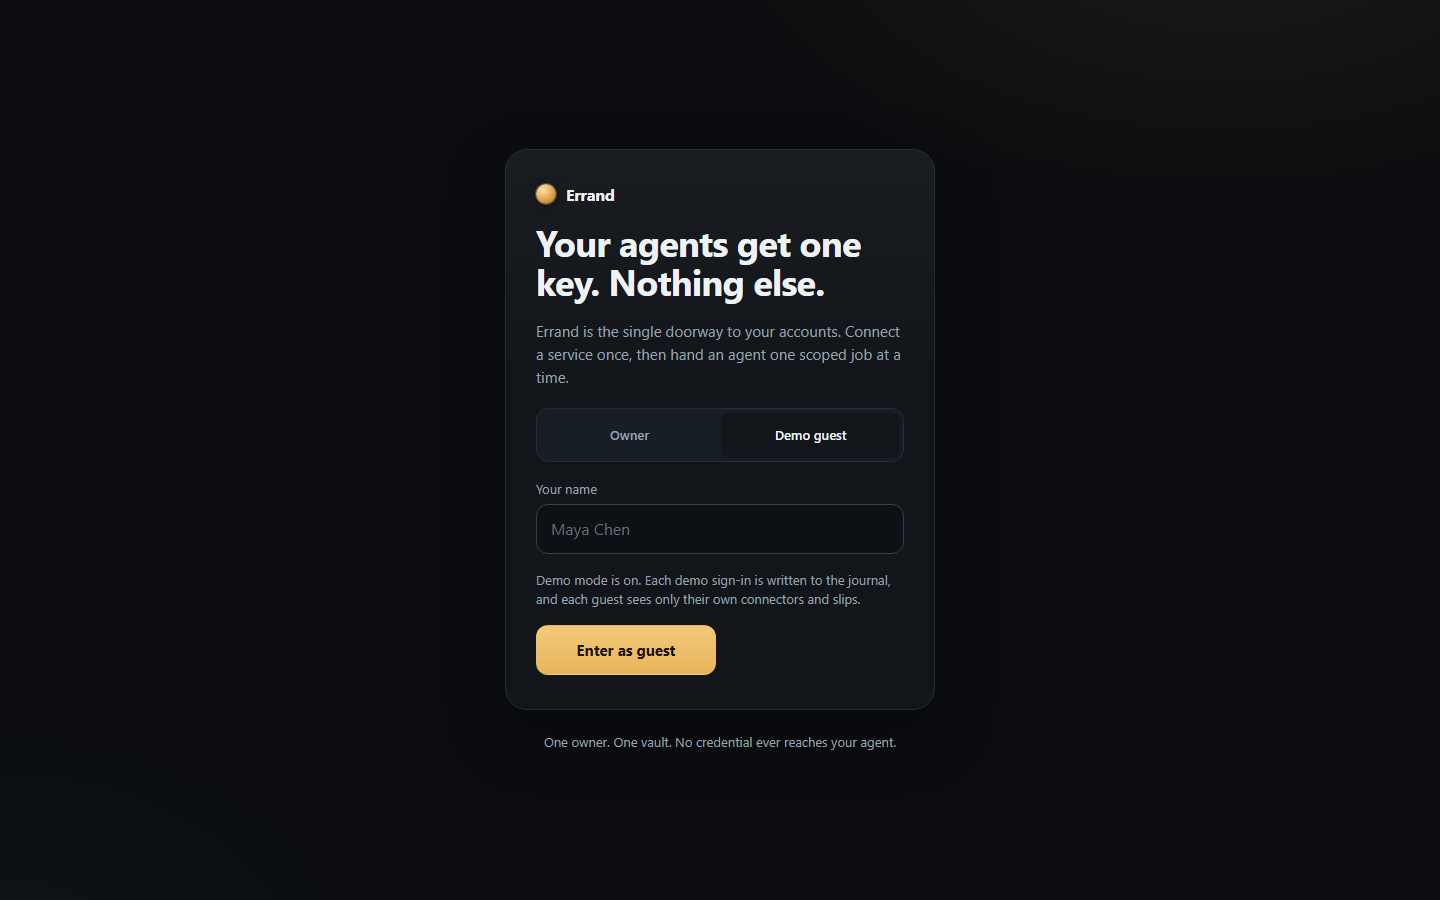 Errand
Your agents get one
key. Nothing else.
Errand is the single doorway to your accounts. Connect
a service once, then hand an agent one scoped job at a
time.
Owner
Demo guest
Your name
Maya Chen
Demo mode is on. Each demo sign-in is written to the journal,
and each guest sees only their own connectors and slips.
Enter as guest
One owner. One vault. No credential ever reaches your agent.